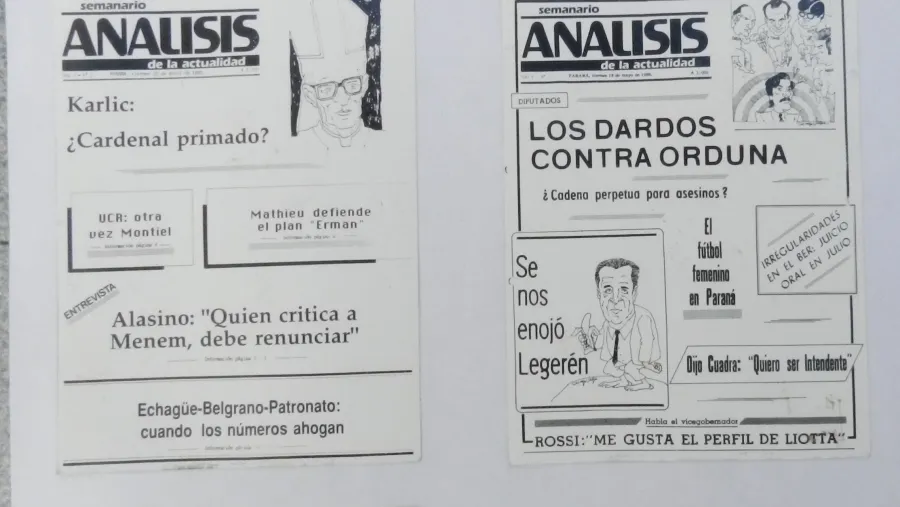 semanario
ANALISIS
de la actualidad
Karlic:
¿Cardenal primado?
UCR: otra
vez Montiel
Mathieu defiende
el plan "Erman"
ENTREVISTA
Alasino: "Quien critica a
Menem, debe renunciar"
Echagüe-Belgrano-Patronato:
cuando los números ahogan
semanario
ANALISIS
de la actualidad
DIPUTADOS
LOS DARDOS
CONTRA ORDUNA
¿Cadena perpetua para asesinos?
El
fútbol
femenino
en Paraná
IRREGULARIDADES
EN EL BER: JUICIO
ORAL EN JULIO
Se
nos
enojó
Legerén
Dijo Cuadra: "Quiero ser Intendente"
Habla el vicegobernador
ROSSI: "ME GUSTA EL PERFIL DE LIOTTA"